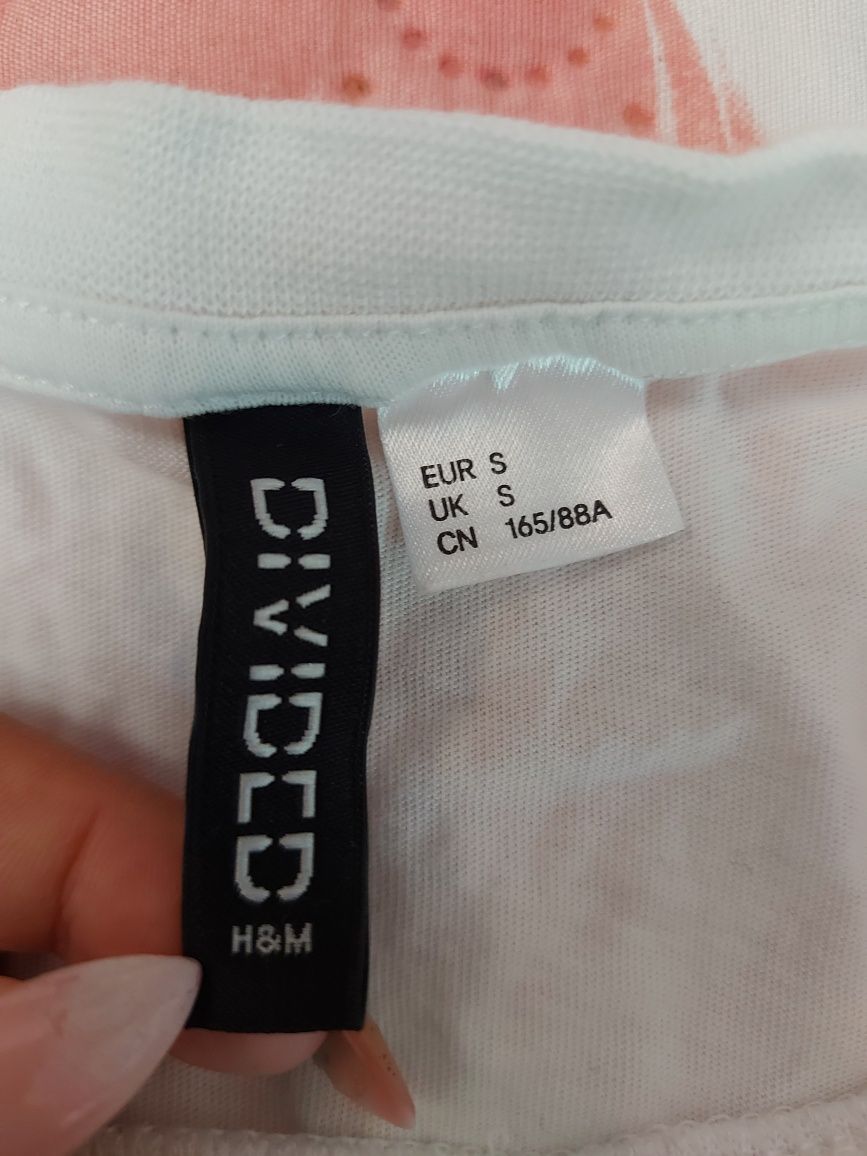 DIVIDED
H&M
EUR S
UK S
CN 165/88A